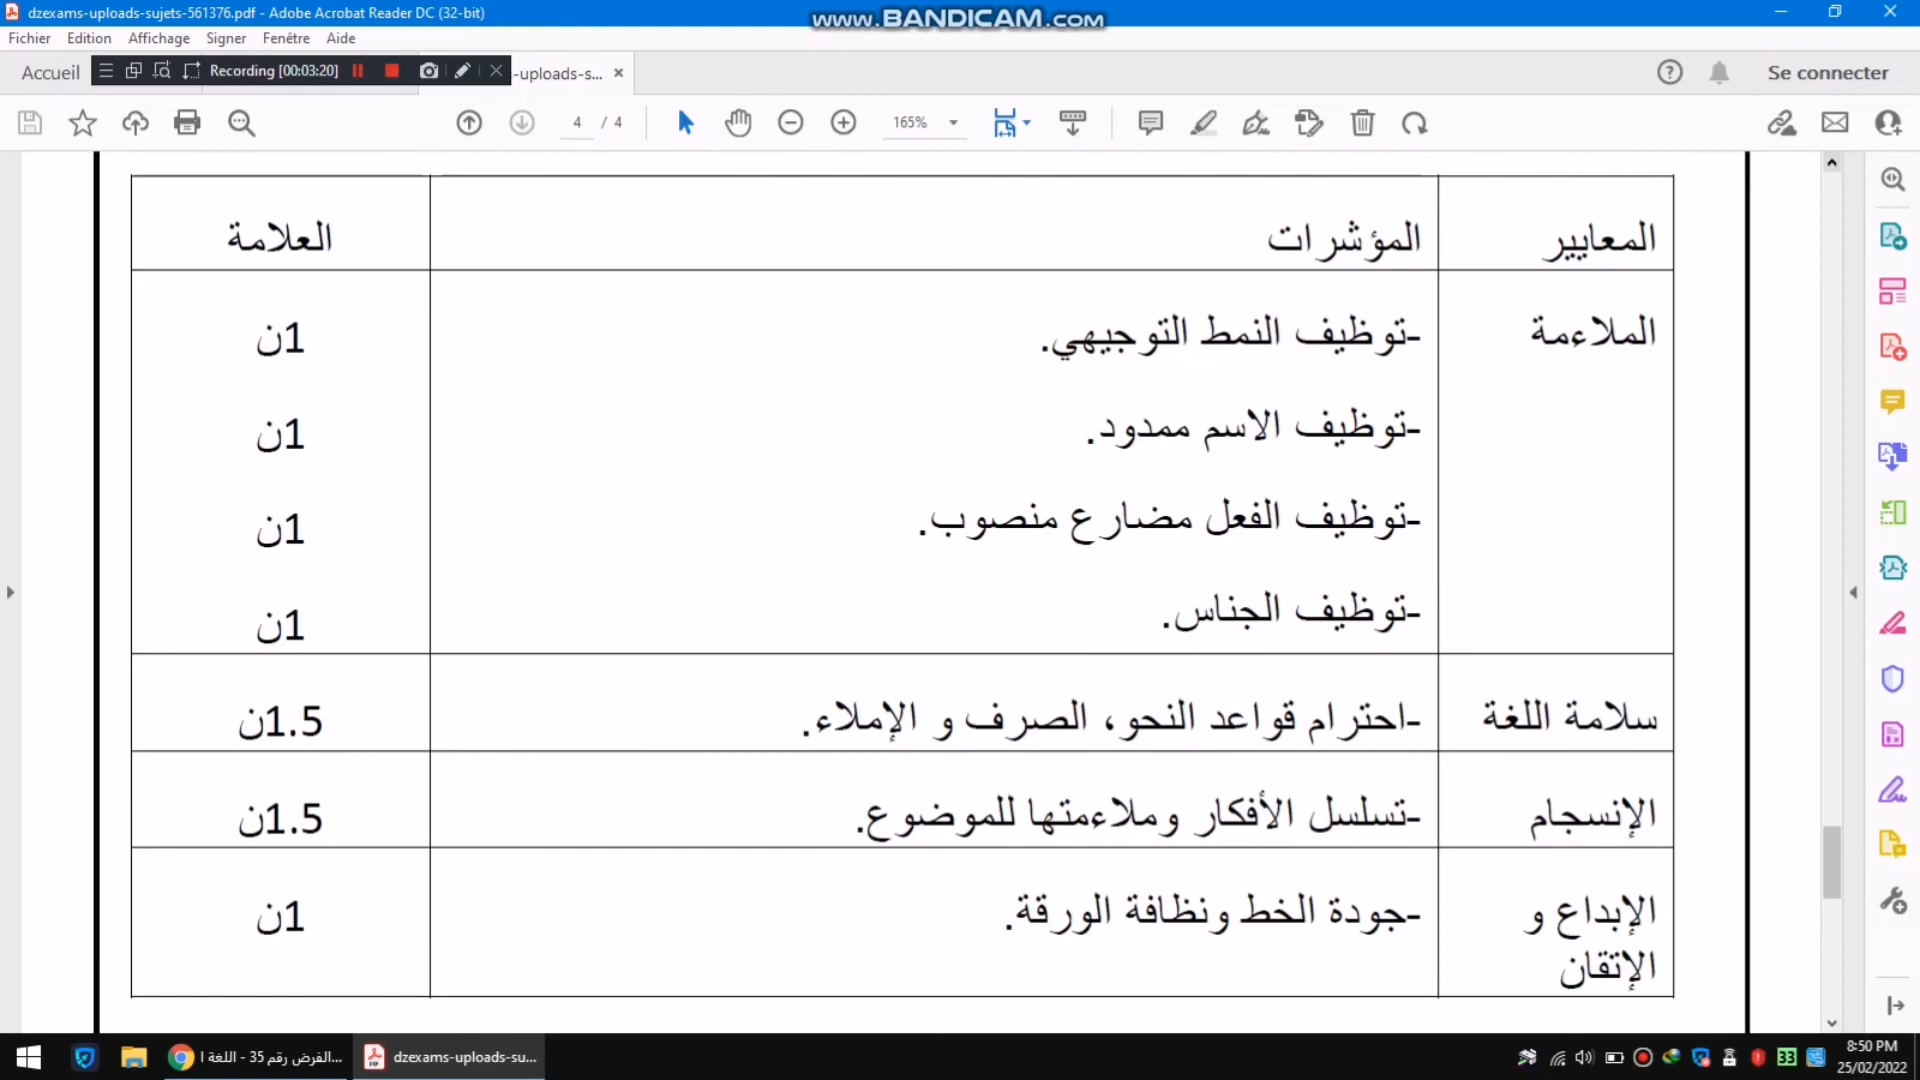 dzexams-uploads-sujets-561376.pdf - Adobe Acrobat Reader DC (32-bit)
www.BANDICAM.com
Fichier Edition Affichage Signer Fenêtre Aide
Accueil Recording [00:03:20] -uploads-s... Se connecter
4 / 4 165%
المعايير المؤشرات العلامة
الملاءمة -توظيف النمط التوجيهي. 1ن
-توظيف الاسم ممدود. 1ن
-توظيف الفعل مضارع منصوب. 1ن
-توظيف الجناس. 1ن
سلامة اللغة -احترام قواعد النحو، الصرف و الإملاء. 1.5ن
الإنسجام -تسلسل الأفكار وملاءمتها للموضوع. 1.5ن
الإبداع و -جودة الخط ونظافة الورقة. 1ن
الإتقان
الفرض رقم 35 - اللغة ا... dzexams-uploads-su... 33 8:50 PM
25/02/2022